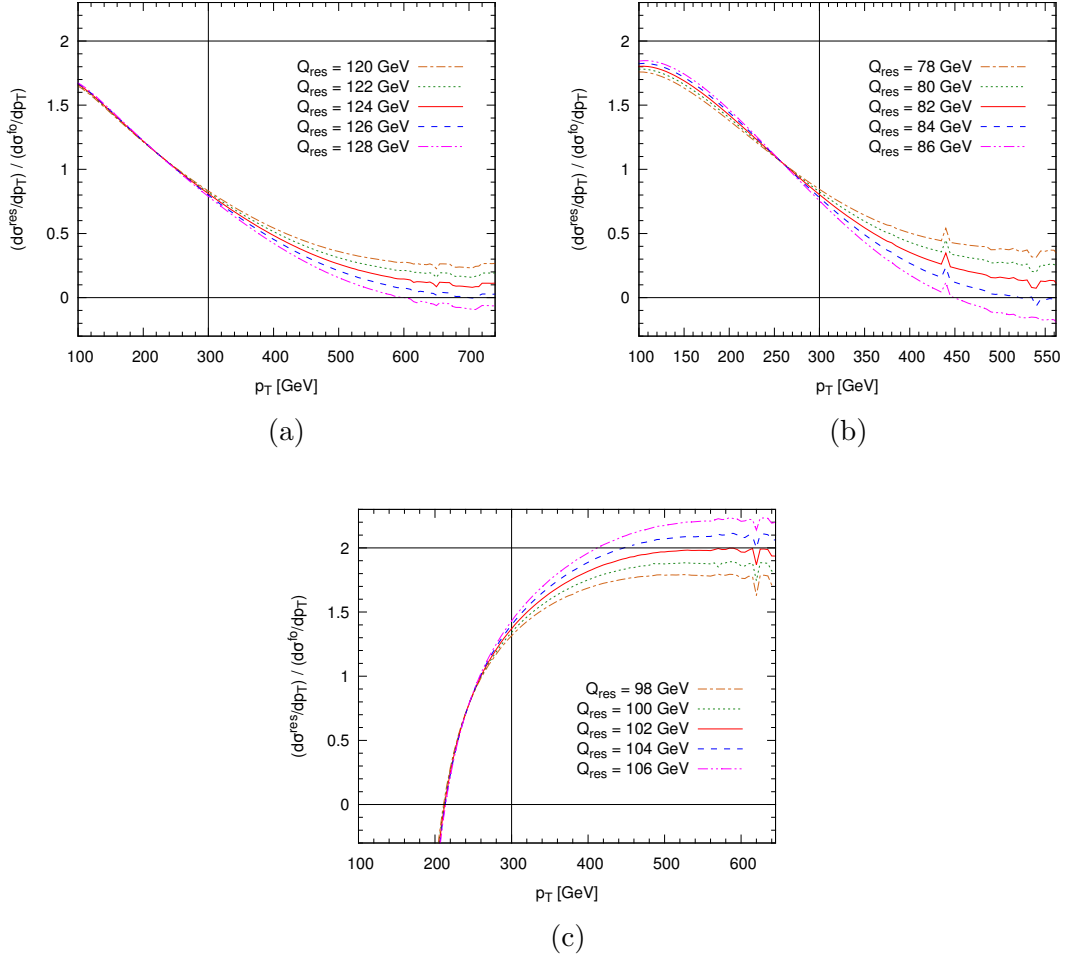 (dσ^res/dp_T) / (dσ^fo/dp_T)
2
1.5
1
0.5
0
Q_res = 120 GeV
Q_res = 122 GeV
Q_res = 124 GeV
Q_res = 126 GeV
Q_res = 128 GeV
100 200 300 400 500 600 700
p_T [GeV]
(a)
(dσ^res/dp_T) / (dσ^fo/dp_T)
2
1.5
1
0.5
0
Q_res = 78 GeV
Q_res = 80 GeV
Q_res = 82 GeV
Q_res = 84 GeV
Q_res = 86 GeV
100 150 200 250 300 350 400 450 500 550
p_T [GeV]
(b)
(dσ^res/dp_T) / (dσ^fo/dp_T)
2
1.5
1
0.5
0
Q_res = 98 GeV
Q_res = 100 GeV
Q_res = 102 GeV
Q_res = 104 GeV
Q_res = 106 GeV
100 200 300 400 500 600
p_T [GeV]
(c)